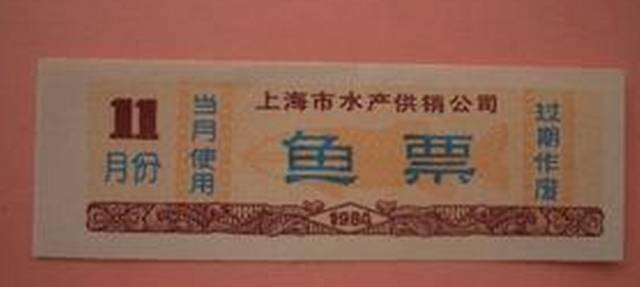 11
月份
当月使用
上海市水产供销公司
鱼票
1984
过期作废